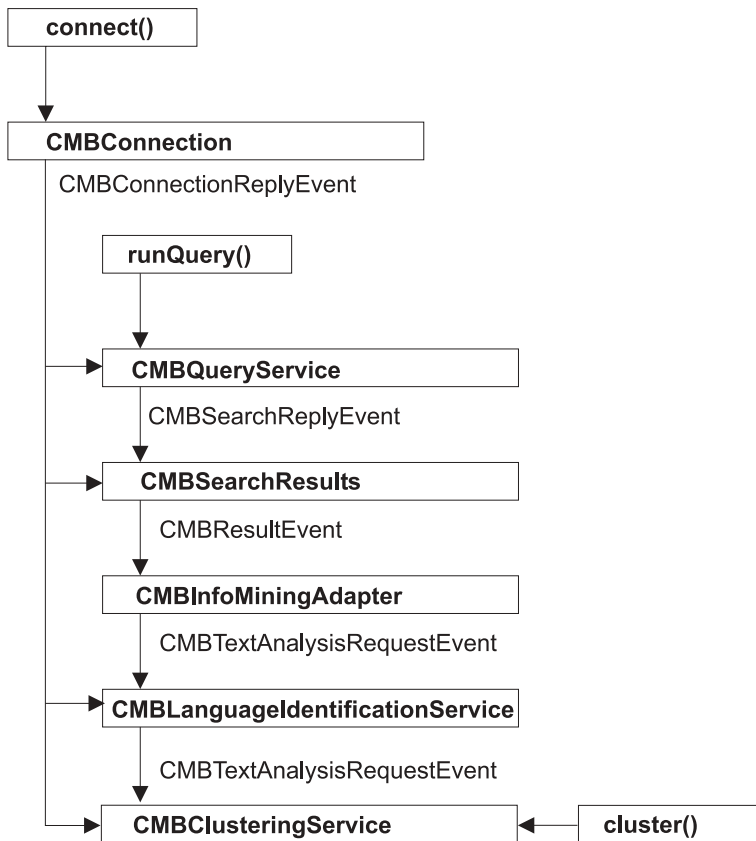 connect()
CMBConnection
CMBConnectionReplyEvent
runQuery()
CMBQueryService
CMBSearchReplyEvent
CMBSearchResults
CMBResultEvent
CMBInfoMiningAdapter
CMBTextAnalysisRequestEvent
CMBLanguageIdentificationService
CMBTextAnalysisRequestEvent
CMBClusteringService
cluster()